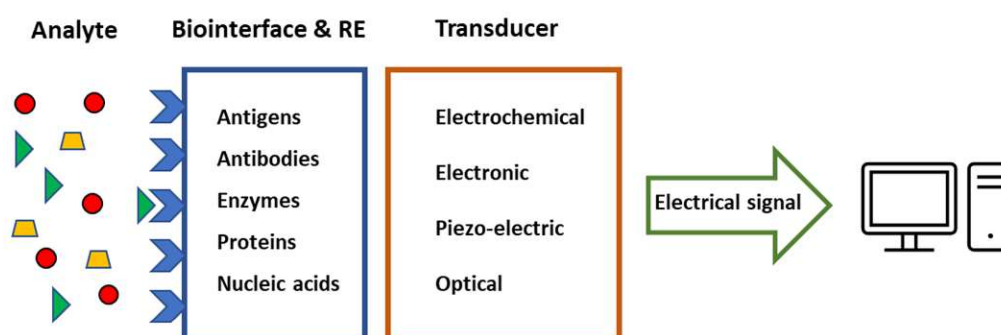 Analyte
Biointerface & RE
Transducer
Antigens
Antibodies
Enzymes
Proteins
Nucleic acids
Electrochemical
Electronic
Piezo-electric
Optical
Electrical signal